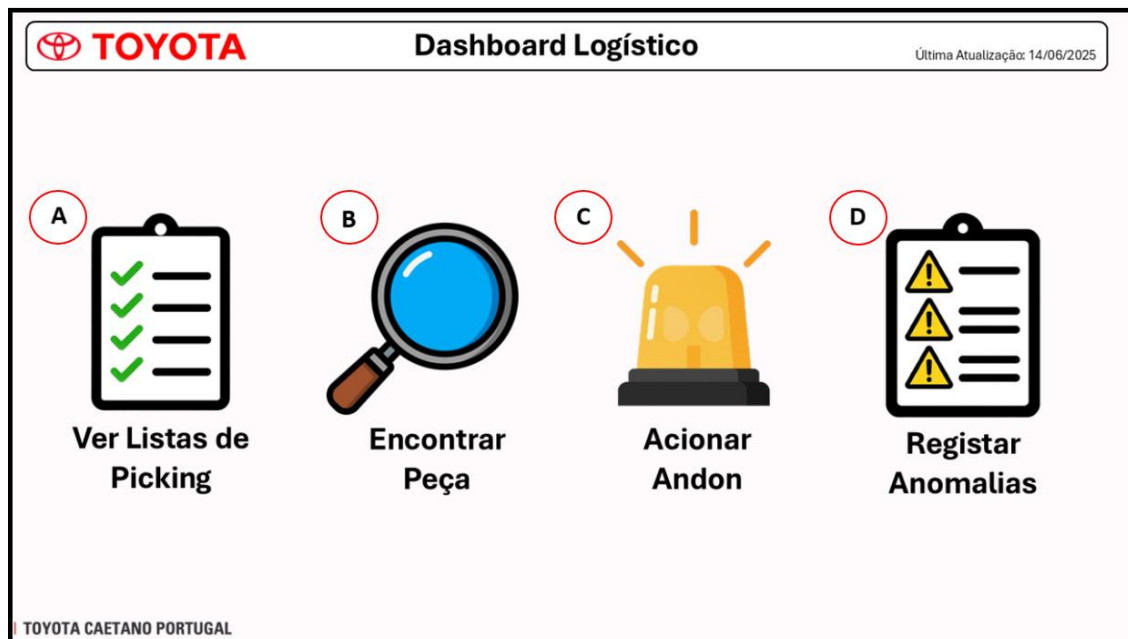 TOYOTA
Dashboard Logístico
Última Atualização: 14/06/2025
A
B
C
D
Ver Listas de
Picking
Encontrar
Peça
Acionar
Andon
Registar
Anomalias
TOYOTA CAETANO PORTUGAL